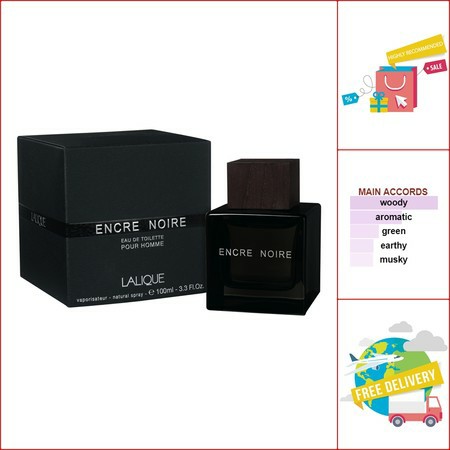 ENCRE NOIRE
EAU DE TOILETTE
POUR HOMME
LALIQUE
vaporisateur - natural spray - ℮ 100ml - 3.3 Fl.Oz.
ENCRE NOIRE
HIGHLY RECOMMENDED
SALE
%
MAIN ACCORDS
woody
aromatic
green
earthy
musky
FREE DELIVERY